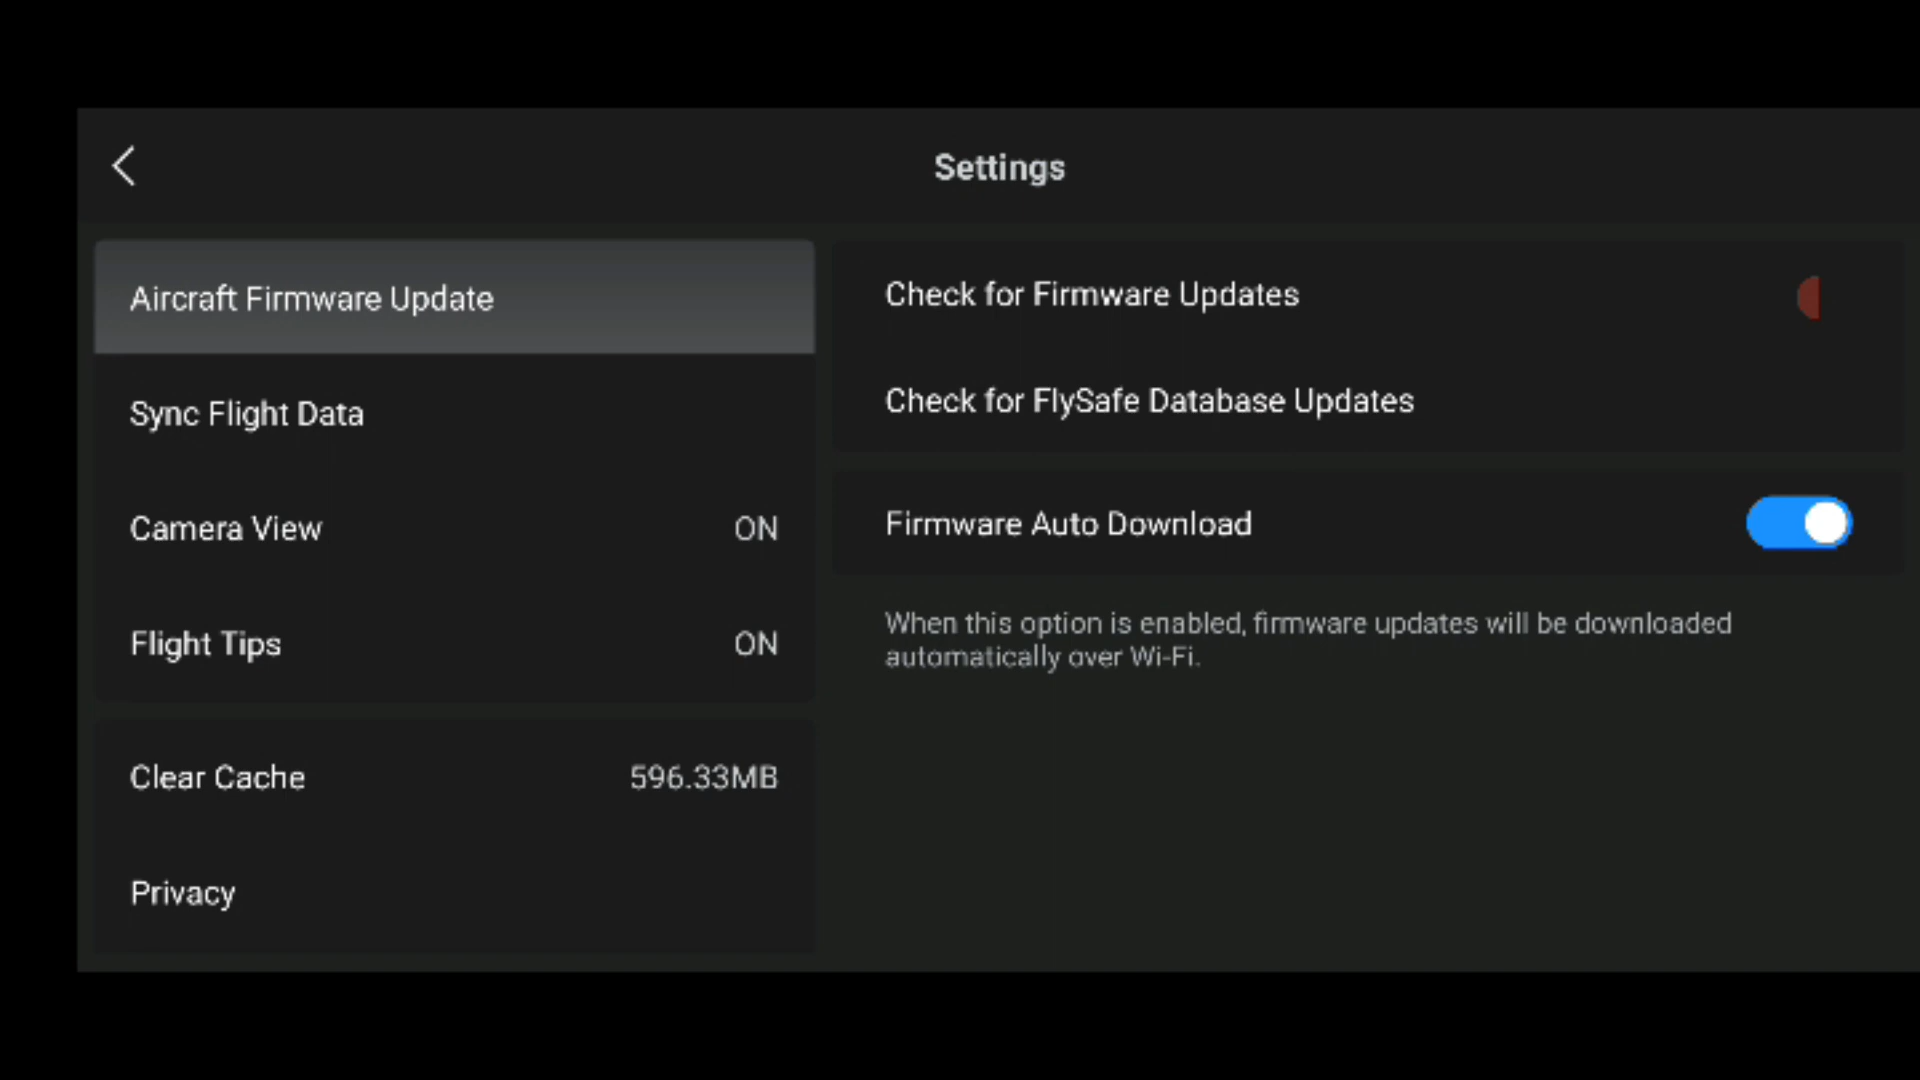 Settings
Aircraft Firmware Update
Sync Flight Data
Camera View ON
Flight Tips ON
Clear Cache 596.33MB
Privacy
Check for Firmware Updates
Check for FlySafe Database Updates
Firmware Auto Download
When this option is enabled, firmware updates will be downloaded
automatically over Wi-Fi.